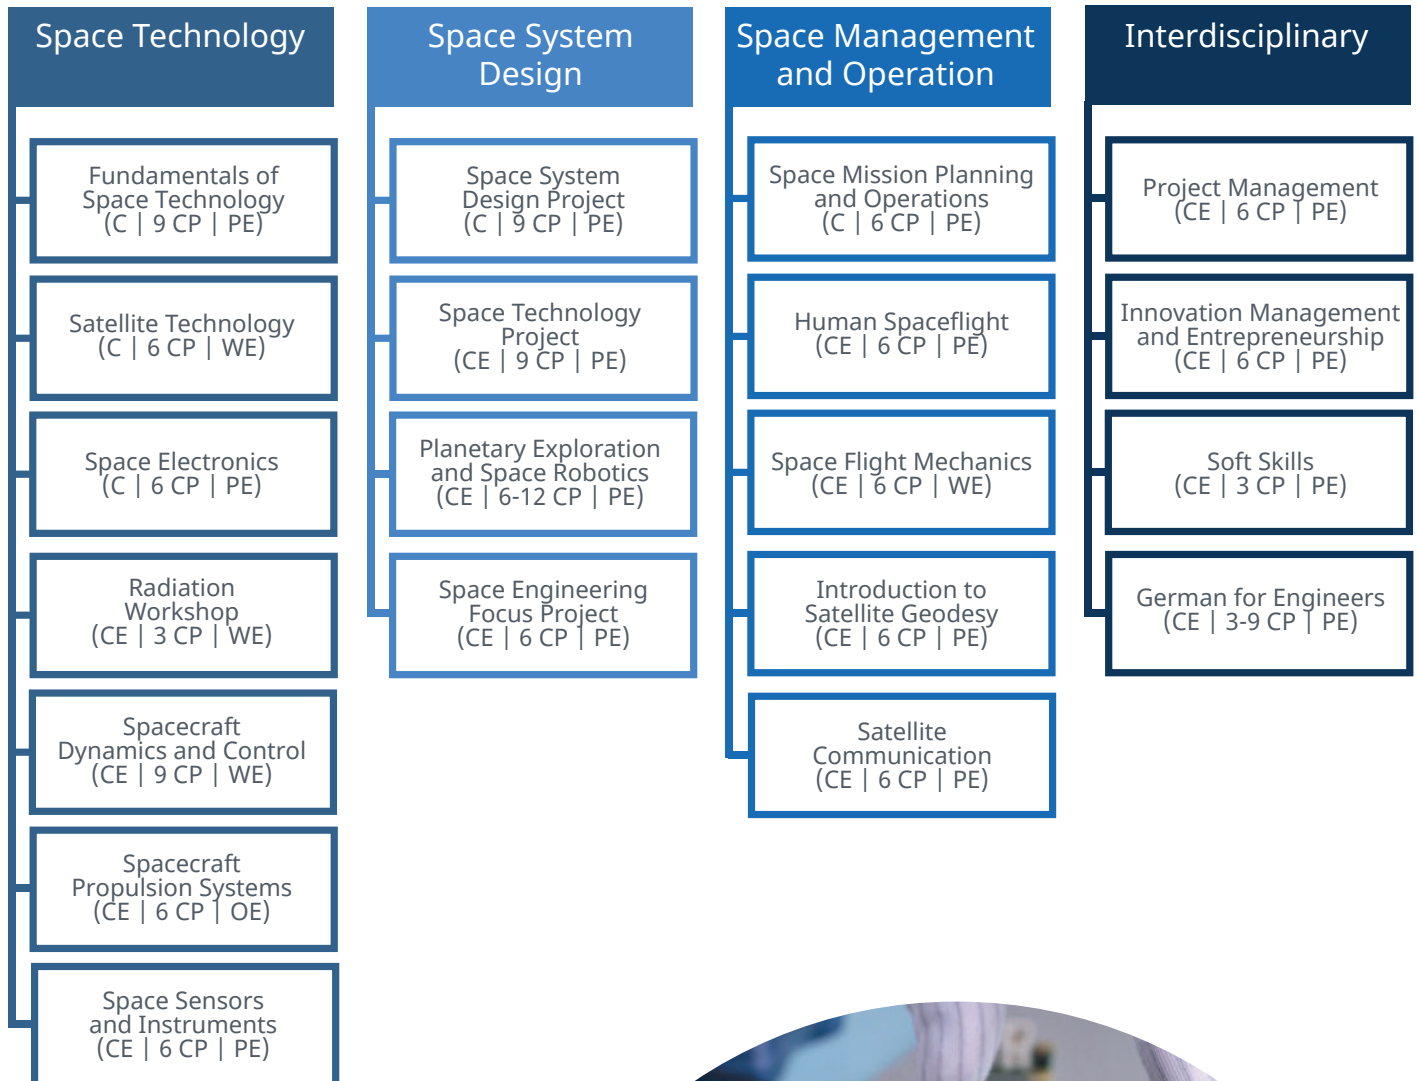 Space Technology
Fundamentals of
Space Technology
(C | 9 CP | PE)
Satellite Technology
(C | 6 CP | WE)
Space Electronics
(C | 6 CP | PE)
Radiation
Workshop
(CE | 3 CP | WE)
Spacecraft
Dynamics and Control
(CE | 9 CP | WE)
Spacecraft
Propulsion Systems
(CE | 6 CP | OE)
Space Sensors
and Instruments
(CE | 6 CP | PE)
Space System
Design
Space System
Design Project
(C | 9 CP | PE)
Space Technology
Project
(CE | 9 CP | PE)
Planetary Exploration
and Space Robotics
(CE | 6-12 CP | PE)
Space Engineering
Focus Project
(CE | 6 CP | PE)
Space Management
and Operation
Space Mission Planning
and Operations
(C | 6 CP | PE)
Human Spaceflight
(CE | 6 CP | PE)
Space Flight Mechanics
(CE | 6 CP | WE)
Introduction to
Satellite Geodesy
(CE | 6 CP | PE)
Satellite
Communication
(CE | 6 CP | PE)
Interdisciplinary
Project Management
(CE | 6 CP | PE)
Innovation Management
and Entrepreneurship
(CE | 6 CP | PE)
Soft Skills
(CE | 3 CP | PE)
German for Engineers
(CE | 3-9 CP | PE)